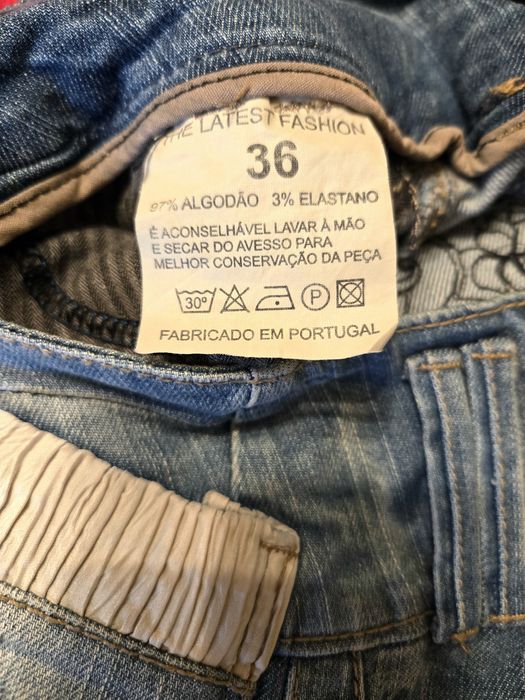 THE LATEST FASHION
36
97% ALGODÃO 3% ELASTANO
É ACONSELHÁVEL LAVAR À MÃO
E SECAR DO AVESSO PARA
MELHOR CONSERVAÇÃO DA PEÇA
30º P
FABRICADO EM PORTUGAL